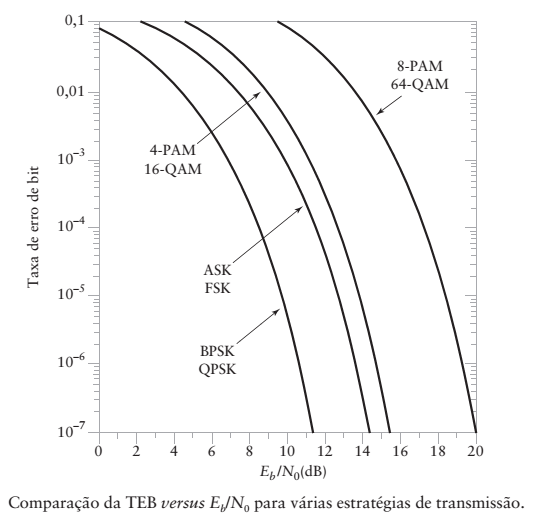 0,1
0,01
10⁻³
10⁻⁴
10⁻⁵
10⁻⁶
10⁻⁷
Taxa de erro de bit
8-PAM
64-QAM
4-PAM
16-QAM
ASK
FSK
BPSK
QPSK
0 2 4 6 8 10 12 14 16 18 20
E_b/N_0(dB)
Comparação da TEB versus E_b/N_0 para várias estratégias de transmissão.